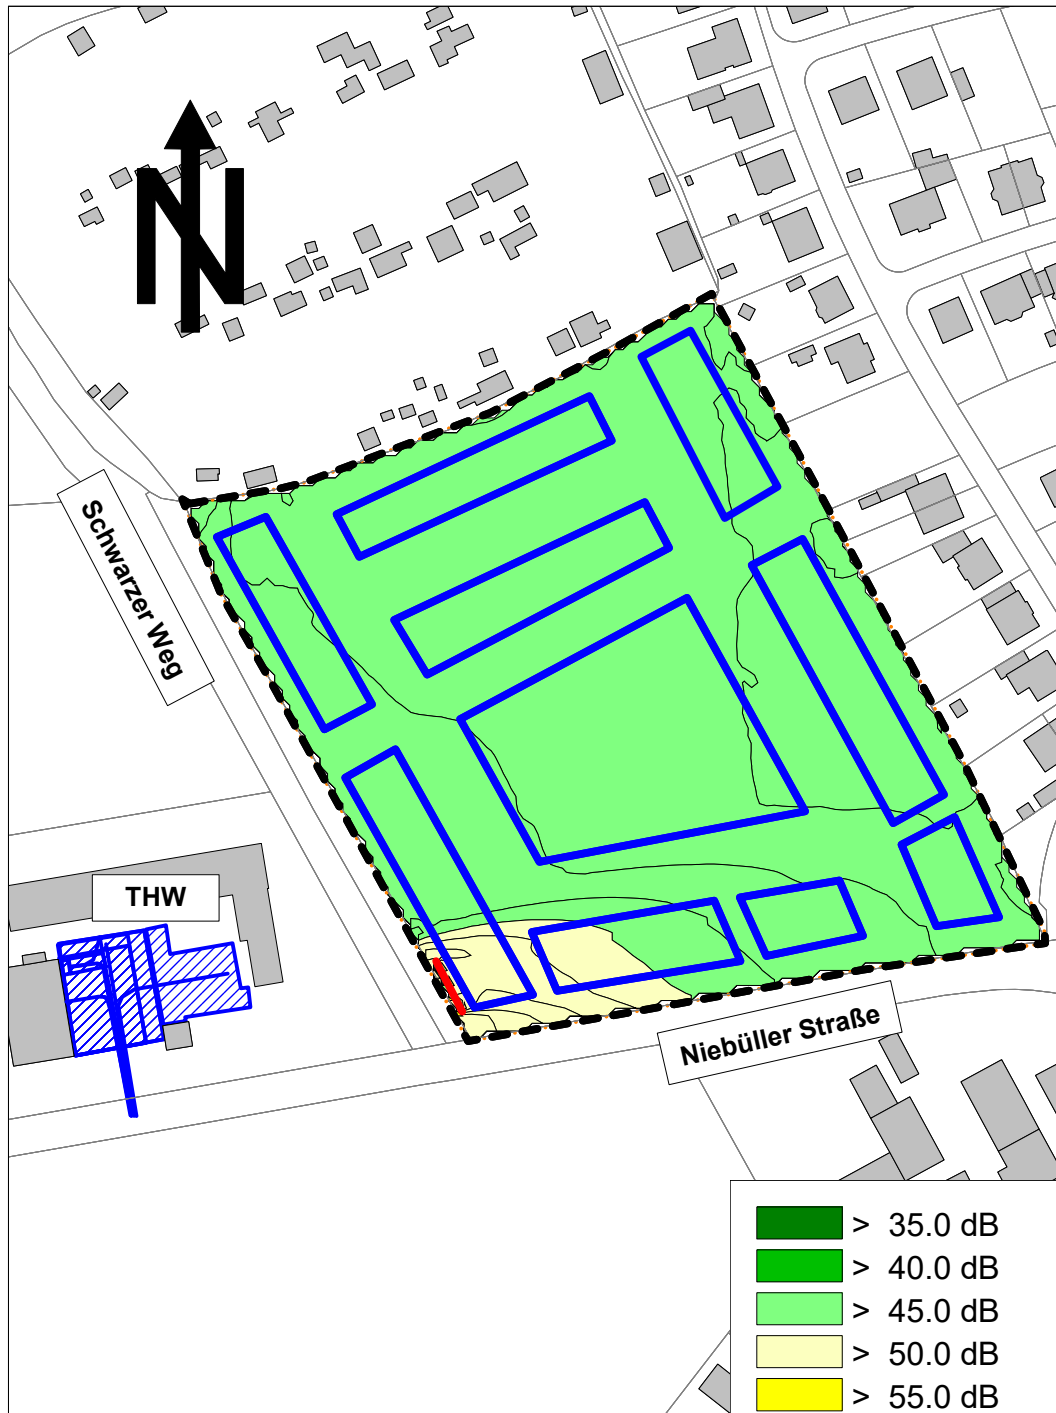 N
Schwarzer Weg
THW
Niebüller Straße
> 35.0 dB
> 40.0 dB
> 45.0 dB
> 50.0 dB
> 55.0 dB